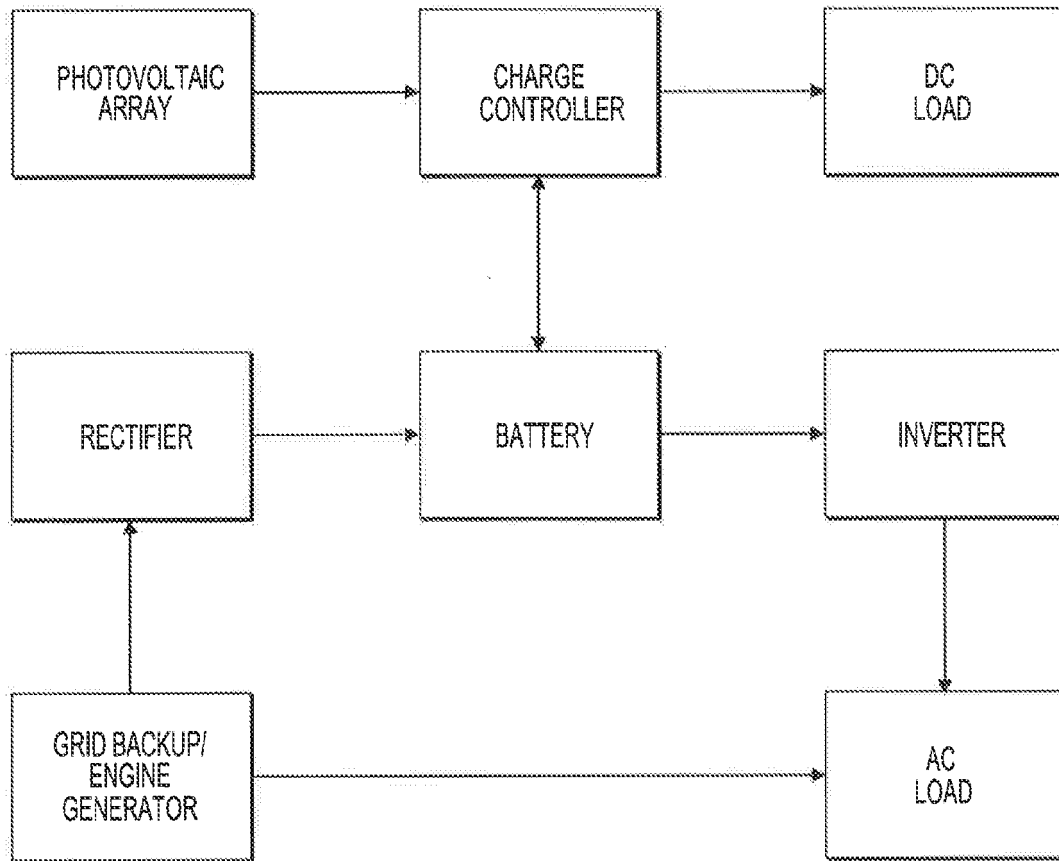 PHOTOVOLTAIC
ARRAY
CHARGE
CONTROLLER
DC
LOAD
RECTIFIER
BATTERY
INVERTER
GRID BACKUP/
ENGINE
GENERATOR
AC
LOAD